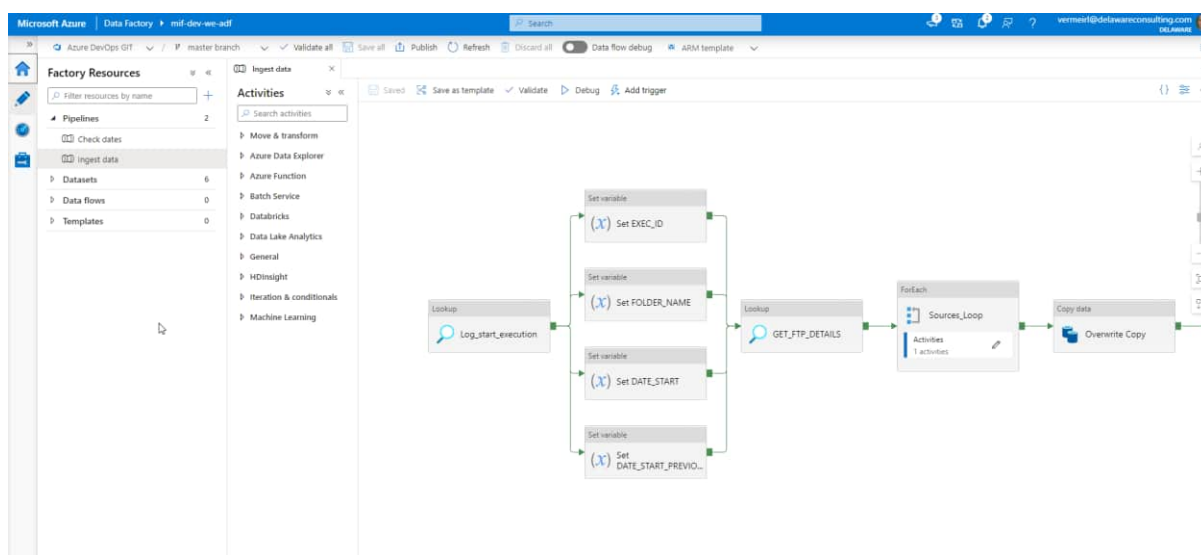 Microsoft Azure | Data Factory ▸ mif-dev-we-adf
Search
vermeirl@delawareconsulting.com
DELAWARE
Azure DevOps GIT / master branch Validate all Save all Publish Refresh Discard all Data flow debug ARM template
Factory Resources
Filter resources by name
Pipelines 2
Check dates
ingest data
Datasets 6
Data flows 0
Templates 0
Ingest data
Activities
Search activities
Move & transform
Azure Data Explorer
Azure Function
Batch Service
Databricks
Data Lake Analytics
General
HDInsight
Iteration & conditionals
Machine Learning
Saved Save as template Validate Debug Add trigger
Lookup
Log_start_execution
Set variable
(x) Set EXEC_ID
Set variable
(x) Set FOLDER_NAME
Set variable
(x) Set DATE_START
Set variable
(x) Set
DATE_START_PREVIO...
Lookup
GET_FTP_DETAILS
ForEach
Sources_Loop
Activities
1 activities
Copy data
Overwrite Copy